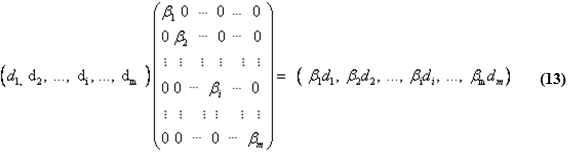 β₁ 0 ··· 0 ... 0
0 β₂ ··· 0 ··· 0
⋮ ⋮ ⋮ ⋮ ⋮ ⋮
(d₁, d₂, ..., dᵢ, ..., dₘ) 0 0 ··· βᵢ ··· 0 = ( β₁d₁, β₂d₂, ..., βᵢdᵢ, ..., βₘdₘ) (13)
⋮ ⋮ ⋮ ⋮ ⋮ ⋮
0 0 ··· 0 ··· βₘ